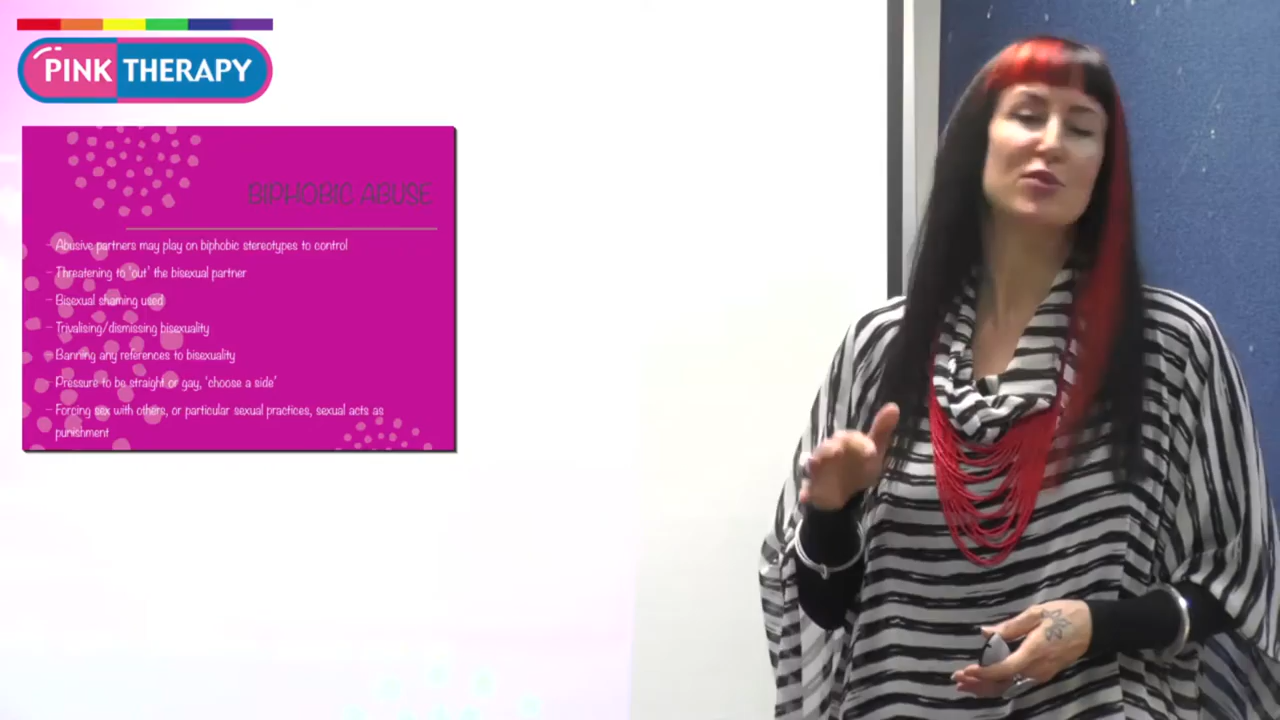 PINK THERAPY
BIPHOBIC ABUSE
- Abusive partners may play on biphobic stereotypes to control
- Threatening to 'out' the bisexual partner
- Bisexual shaming used
- Trivalising/dismissing bisexuality
- Banning any references to bisexuality
- Pressure to be straight or gay, 'choose a side'
- Forcing sex with others, or particular sexual practices, sexual acts as
punishment